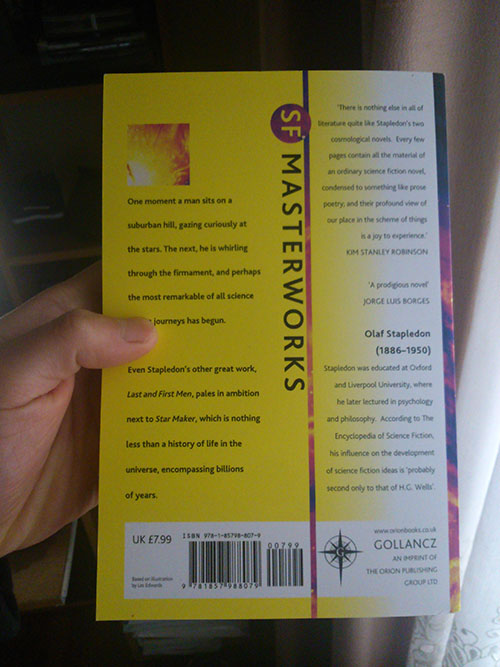 One moment a man sits on a
suburban hill, gazing curiously at
the stars. The next, he is whirling
through the firmament, and perhaps
the most remarkable of all science
journeys has begun.
Even Stapledon's other great work,
Last and First Men, pales in ambition
next to Star Maker, which is nothing
less than a history of life in the
universe, encompassing billions
of years.
UK £7.99
ISBN 978-1-85798-807-9
00799
9 781857 988079
Based on illustration
by Les Edwards
SF MASTERWORKS
'There is nothing else in all of
literature quite like Stapledon's two
cosmological novels. Every few
pages contain all the material of
an ordinary science fiction novel,
condensed to something like prose
poetry, and their profound view of
our place in the scheme of things
is a joy to experience.'
KIM STANLEY ROBINSON
'A prodigious novel'
JORGE LUIS BORGES
Olaf Stapledon
(1886–1950)
Stapledon was educated at Oxford
and Liverpool University, where
he later lectured in psychology
and philosophy. According to The
Encyclopedia of Science Fiction,
his influence on the development
of science fiction ideas is 'probably
second only to that of H.G. Wells'.
www.orionbooks.co.uk
G
GOLLANCZ
AN IMPRINT OF
THE ORION PUBLISHING
GROUP LTD